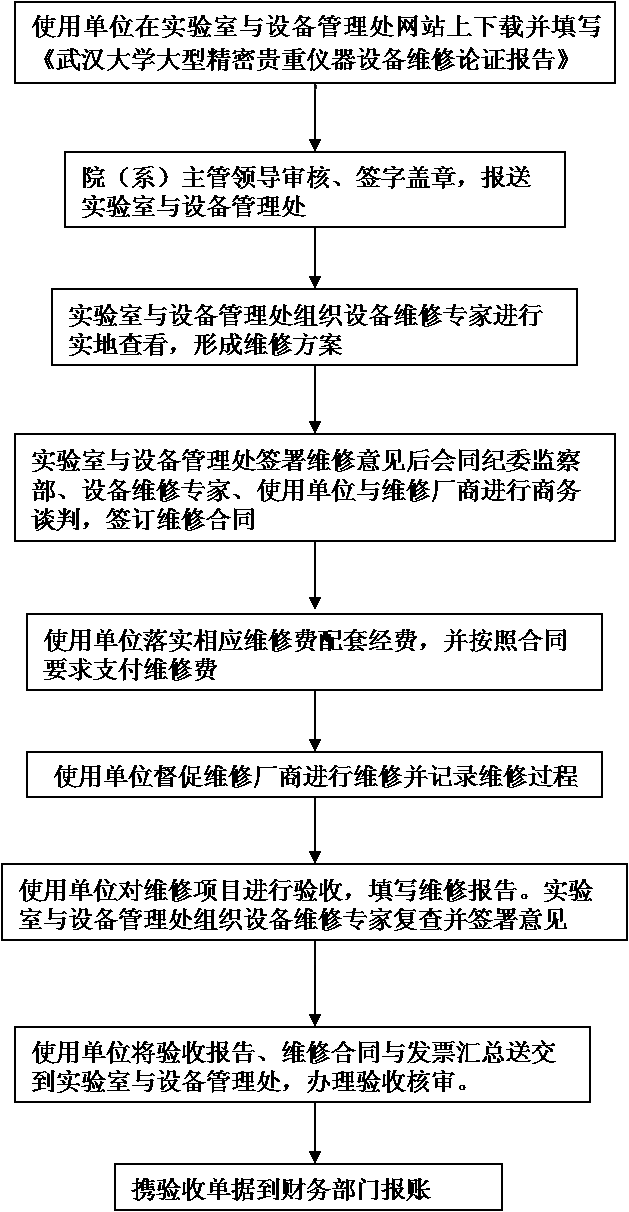 使用单位在实验室与设备管理处网站上下载并填写
《武汉大学大型精密贵重仪器设备维修论证报告》
院（系）主管领导审核、签字盖章，报送
实验室与设备管理处
实验室与设备管理处组织设备维修专家进行
实地查看，形成维修方案
实验室与设备管理处签署维修意见后会同纪委监察
部、设备维修专家、使用单位与维修厂商进行商务
谈判，签订维修合同
使用单位落实相应维修费配套经费，并按照合同
要求支付维修费
使用单位督促维修厂商进行维修并记录维修过程
使用单位对维修项目进行验收，填写维修报告。实验
室与设备管理处组织设备维修专家复查并签署意见
使用单位将验收报告、维修合同与发票汇总送交
到实验室与设备管理处，办理验收核审。
携验收单据到财务部门报账